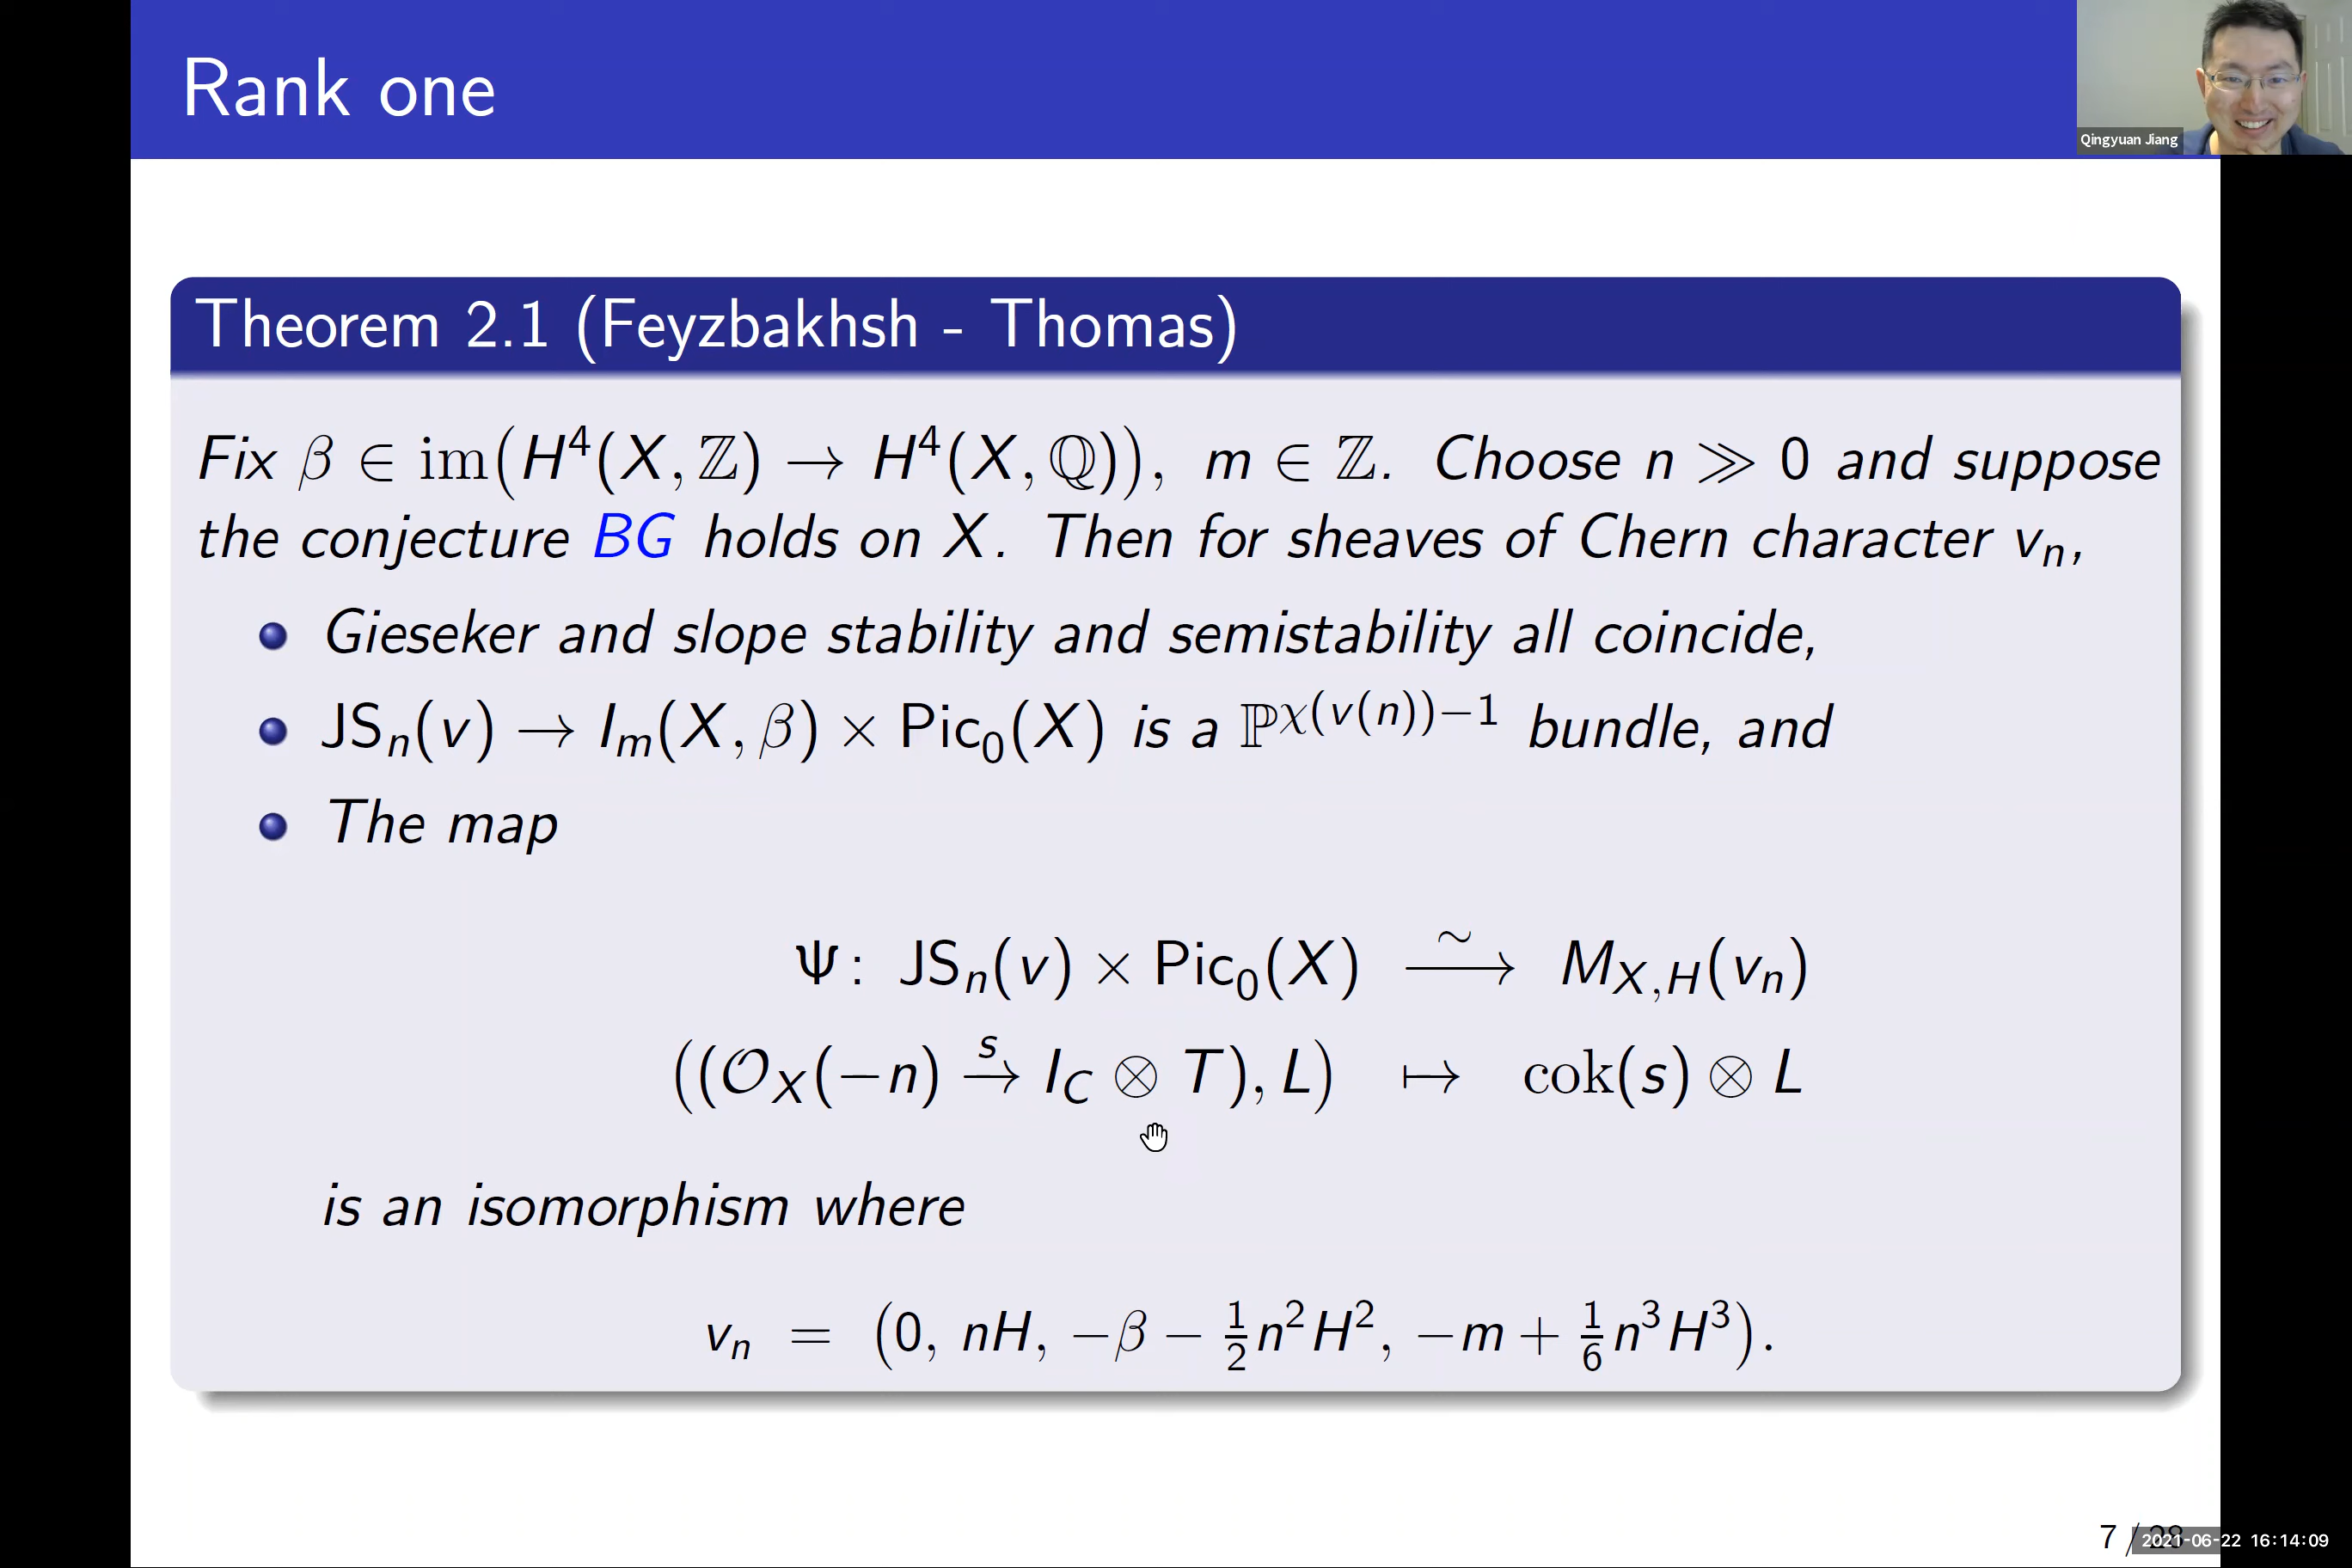 Rank one
Qingyuan Jiang
Theorem 2.1 (Feyzbakhsh - Thomas)
Fix β ∈ im(H⁴(X, ℤ) → H⁴(X, ℚ)), m ∈ ℤ. Choose n ≫ 0 and suppose
the conjecture BG holds on X. Then for sheaves of Chern character vₙ,
Gieseker and slope stability and semistability all coincide,
JSₙ(v) → Iₘ(X, β) × Pic₀(X) is a ℙ^{χ(v(n))−1} bundle, and
The map
Ψ: JSₙ(v) × Pic₀(X) ⟶~ M_{X,H}(vₙ)
((𝒪_X(−n) →^s I_C ⊗ T), L) ↦ cok(s) ⊗ L
is an isomorphism where
vₙ = (0, nH, −β − ½n²H², −m + ⅙n³H³).
7 / 28
2021-06-22 16:14:09